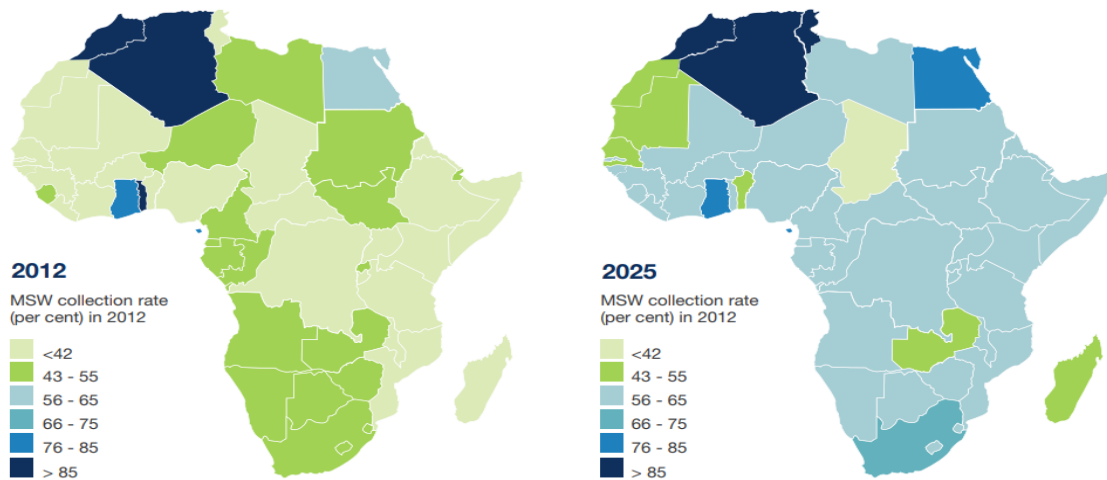 2012
MSW collection rate
(per cent) in 2012
<42
43 - 55
56 - 65
66 - 75
76 - 85
> 85
2025
MSW collection rate
(per cent) in 2012
<42
43 - 55
56 - 65
66 - 75
76 - 85
> 85